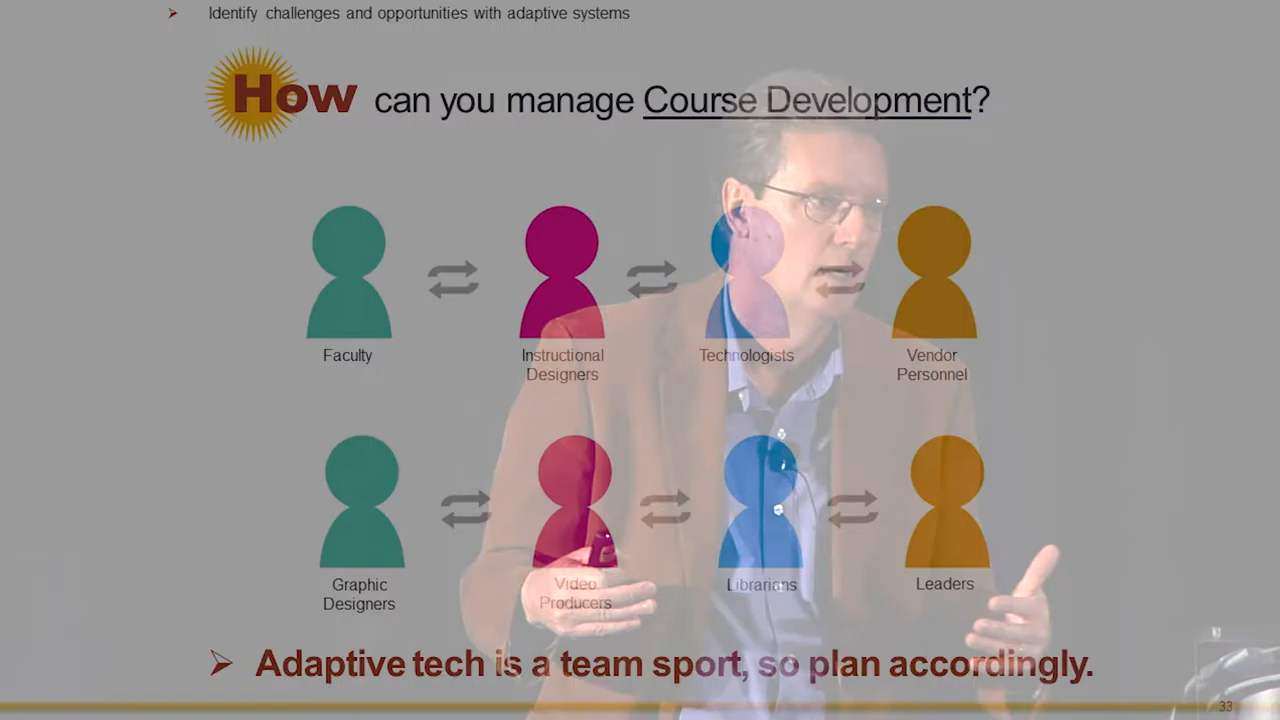 Identify challenges and opportunities with adaptive systems
How can you manage Course Development?
Faculty
Instructional
Designers
Technologists
Vendor
Personnel
Graphic
Designers
Video
Producers
Librarians
Leaders
Adaptive tech is a team sport, so plan accordingly.
33